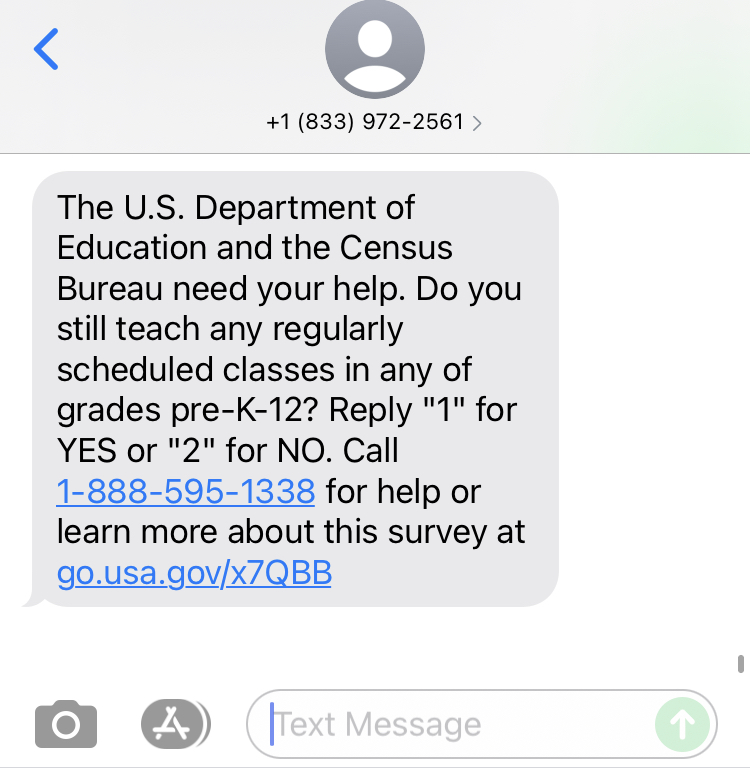 +1 (833) 972-2561 >
The U.S. Department of
Education and the Census
Bureau need your help. Do you
still teach any regularly
scheduled classes in any of
grades pre-K-12? Reply "1" for
YES or "2" for NO. Call
1-888-595-1338 for help or
learn more about this survey at
go.usa.gov/x7QBB
Text Message